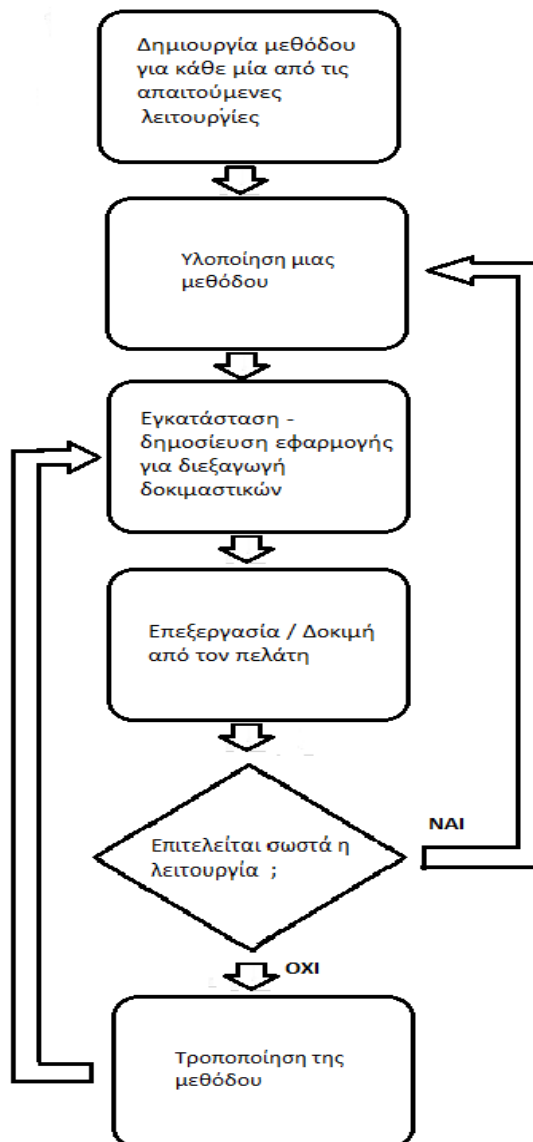 Δημιουργία μεθόδου
για κάθε μία από τις
απαιτούμενες
λειτουργίες
Υλοποίηση μιας
μεθόδου
Εγκατάσταση -
δημοσίευση εφαρμογής
για διεξαγωγή
δοκιμαστικών
Επεξεργασία / Δοκιμή
από τον πελάτη
Επιτελείται σωστά η
λειτουργία ;
ΝΑΙ
ΟΧΙ
Τροποποίηση της
μεθόδου